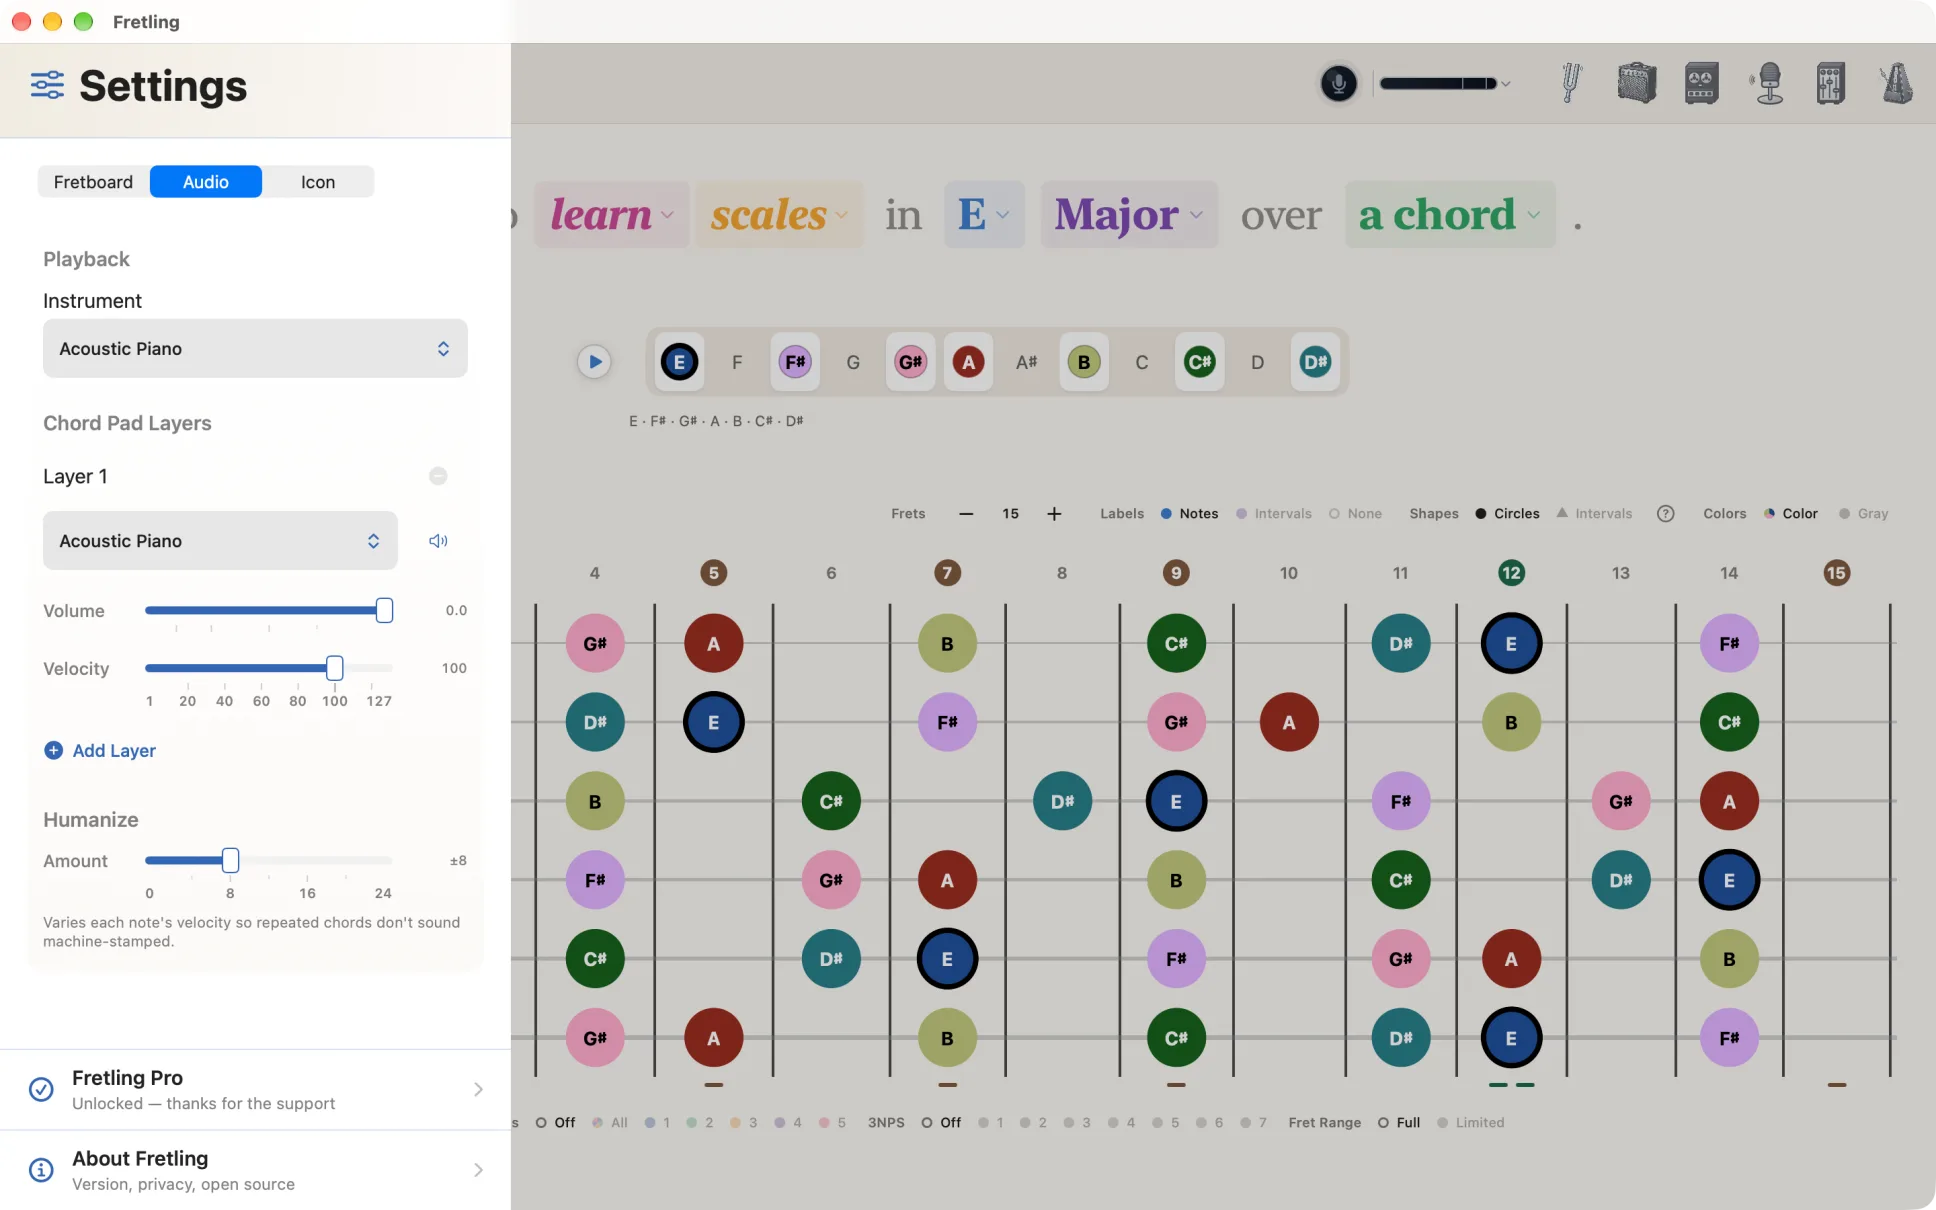 Fretling
Settings
Fretboard Audio Icon
Playback
Instrument
Acoustic Piano
Chord Pad Layers
Layer 1
Acoustic Piano
Volume 0.0
Velocity 100
1 20 40 60 80 100 127
Add Layer
Humanize
Amount ±8
0 8 16 24
Varies each note's velocity so repeated chords don't sound
machine-stamped.
Fretling Pro
Unlocked — thanks for the support
About Fretling
Version, privacy, open source
learn scales in E Major over a chord .
E F F# G G# A A# B C C# D D#
E · F# · G# · A · B · C# · D#
Frets 15 Labels Notes Intervals None Shapes Circles Intervals ? Colors Color Gray
4 5 6 7 8 9 10 11 12 13 14 15
G# A B C# D# E F#
D# E F# G# A B C#
B C# D# E F# G# A
F# G# A B C# D# E
C# D# E F# G# A B
G# A B C# D# E F#
s Off All 1 2 3 4 5 3NPS Off 1 2 3 4 5 6 7 Fret Range Full Limited